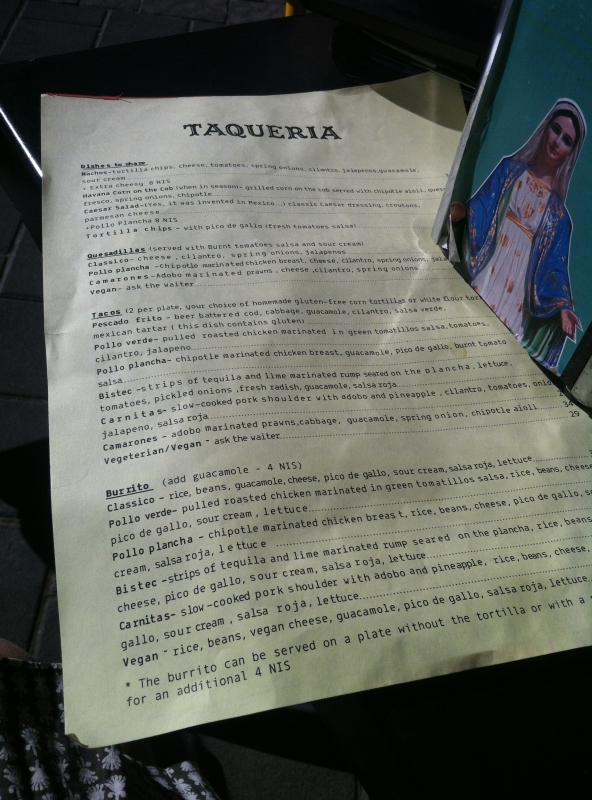 TAQUERIA
Dishes to share
Nachos-tortilla chips, cheese, tomatoes, spring onions, cilantro, jalapenos,guacamole,
sour cream
+ Extra cheesy 8 NIS
Havana Corn on the Cob (when in season)- grilled corn on the cob served with chipotle aioli, queso
fresco, spring onions, chipotle
Caesar Salad-(Yes, it was invented in Mexico...) classic Caesar dressing, croutons,
parmesan cheese
+Pollo Plancha 8 NIS
Tortilla chips - with pico de gallo (fresh tomatoes salsa)
Quesadillas (served with Burnt tomatoes salsa and sour cream)
Classico- cheese, cilantro, spring onions, jalapenos
Pollo plancha -chipotle marinated chicken breast, cheese, cilantro, spring onions, jala
Camarones-Adobo marinated prawns, cheese,cilantro, spring onions
Vegan- ask the waiter
Tacos (2 per plate, your choice of homemade gluten-free corn tortillas or white flour tor
Pescado frito - beer battered cod, cabbage, guacamole, cilantro, salsa verde,
mexican tartar (this dish contains gluten)
Pollo verde- pulled roasted chicken marinated in green tomatillos salsa,tomatoes,
cilantro, jalapeno
Pollo plancha- chipotle marinated chicken breast, guacamole, pico de gallo, burnt tomato
salsa
Bistec -strips of tequila and lime marinated rump seated on the plancha, lettuce,
tomatoes, pickled onions ,fresh radish, guacamole, salsa roja
Carnitas- slow-cooked pork shoulder with adobo and pineapple, cilantro, tomatoes, onio
jalapeno, salsa roja
Camarones - adobo marinated prawns,cabbage, guacamole, spring onion, chipotle aioli 34
Vegeterian/Vegan - ask the waiter 29
Burrito (add guacamole - 4 NIS)
Classico - rice, beans, guacamole, cheese, pico de gallo, sour cream,salsa roja, lettuce
Pollo verde- pulled roasted chicken marinated in green tomatillos salsa, rice, beans, cheese
pico de gallo, sour cream, lettuce
Pollo plancha - chipotle marinated chicken breast, rice, beans, cheese, pico de gallo, so
cream, salsa roja, lettuce
Bistec -strips of tequila and lime marinated rump seared on the plancha, rice, beans
cheese, pico de gallo, sour cream, salsa roja, lettuce
Carnitas- slow-cooked pork shoulder with adobo and pineapple, rice, beans, cheese,
gallo, sour cream, salsa roja, lettuce
Vegan - rice, beans, vegan cheese, guacamole, pico de gallo, salsa roja, lettuce
* The burrito can be served on a plate without the tortilla or with a
for an additional 4 NIS